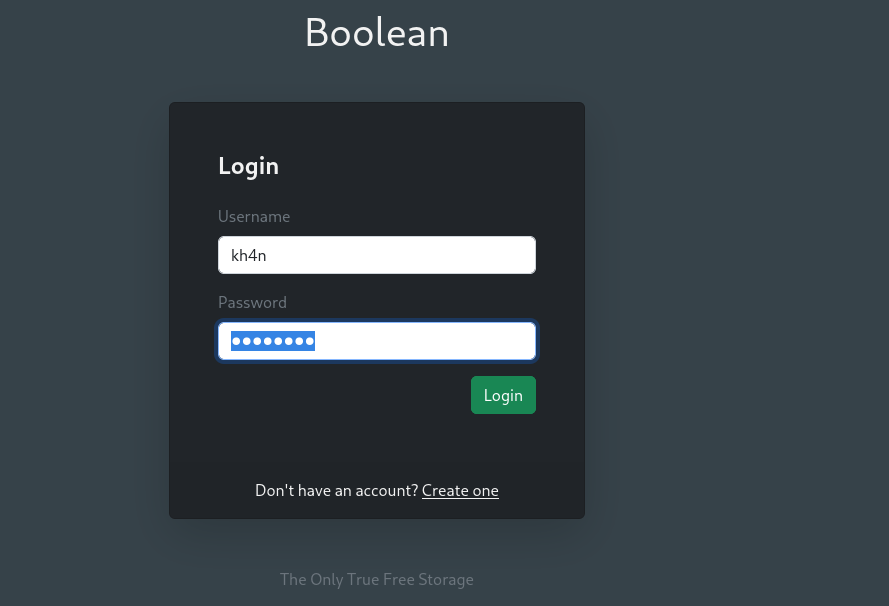 Boolean
Login
Username
kh4n
Password
●●●●●●●●
Login
Don't have an account? Create one
The Only True Free Storage